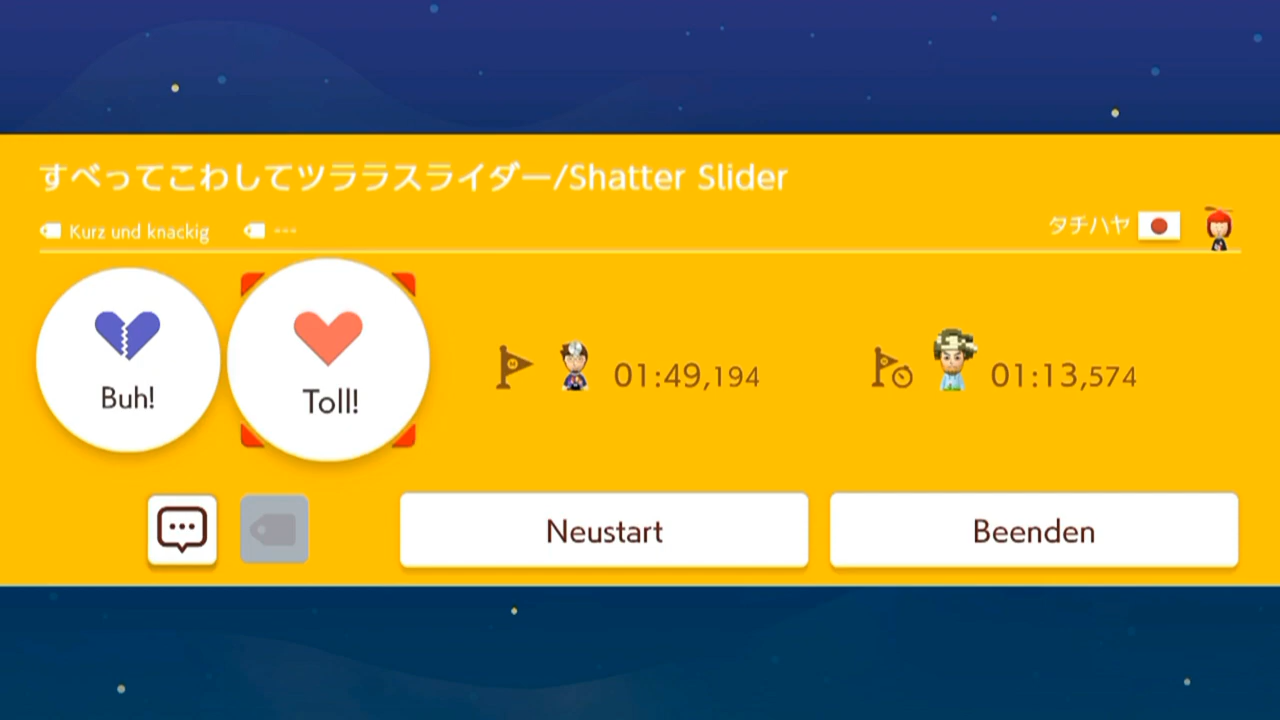 すべってこわしてツララスライダー/Shatter Slider
Kurz und knackig
---
タチハヤ
Buh!
Toll!
01:49,194
01:13,574
Neustart
Beenden